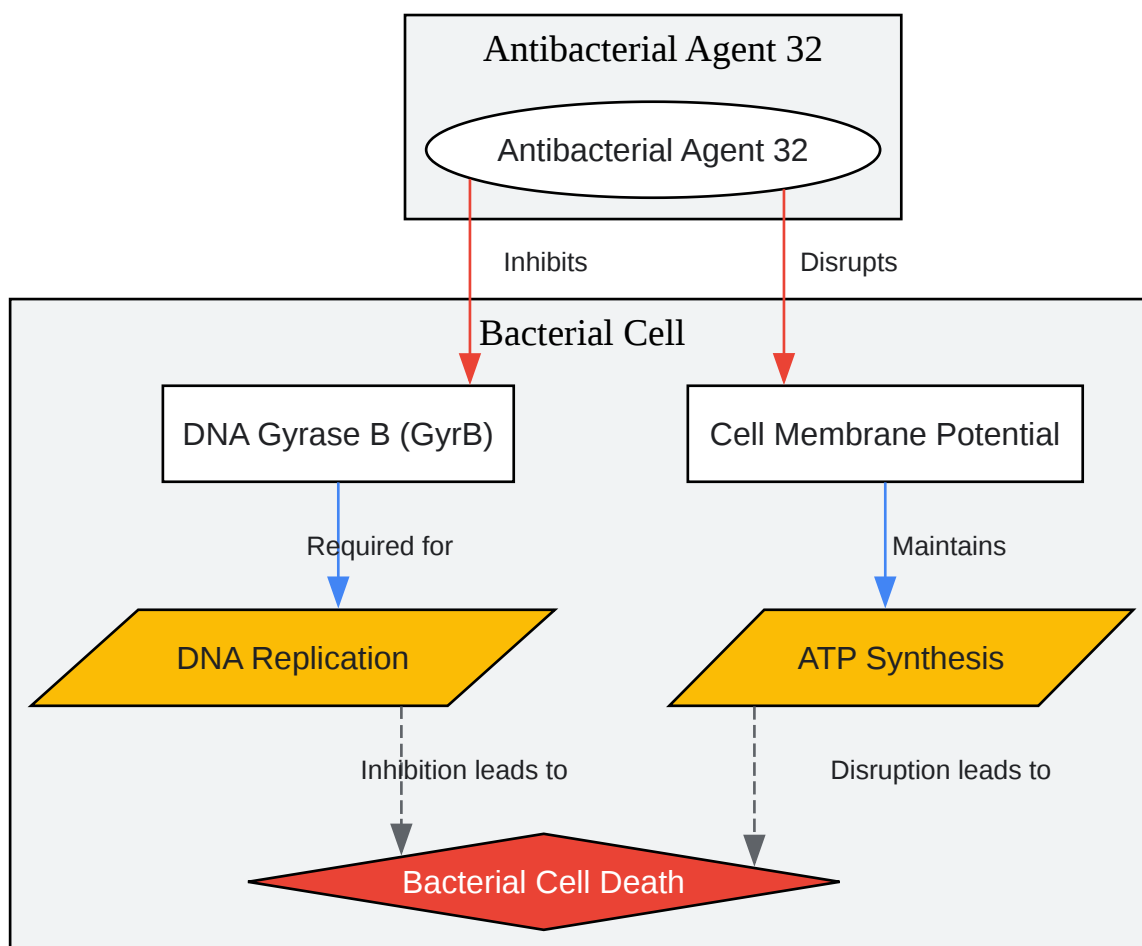 Antibacterial Agent 32
Antibacterial Agent 32
Inhibits
Disrupts
Bacterial Cell
DNA Gyrase B (GyrB)
Cell Membrane Potential
Required for
Maintains
DNA Replication
ATP Synthesis
Inhibition leads to
Disruption leads to
Bacterial Cell Death